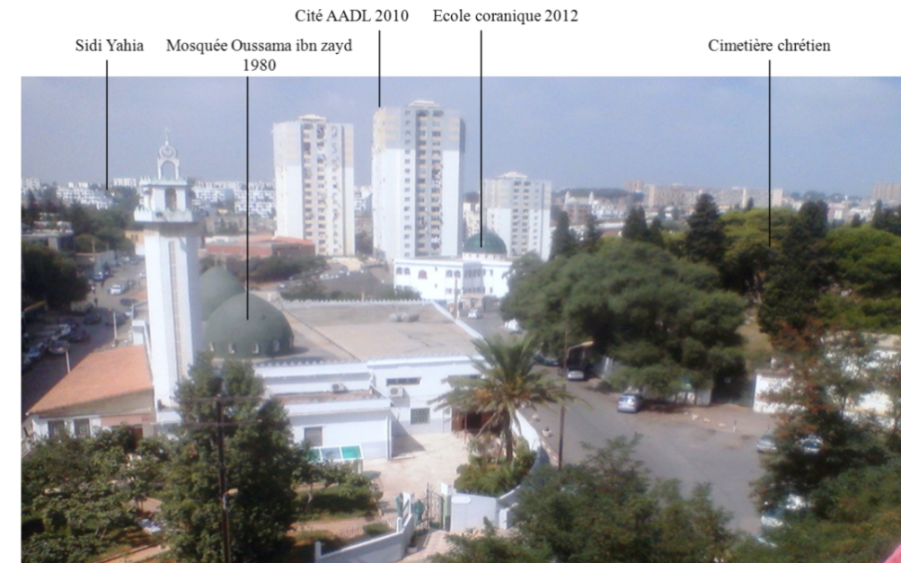 Cité AADL 2010
Ecole coranique 2012
Sidi Yahia
Mosquée Oussama ibn zayd
1980
Cimetière chrétien